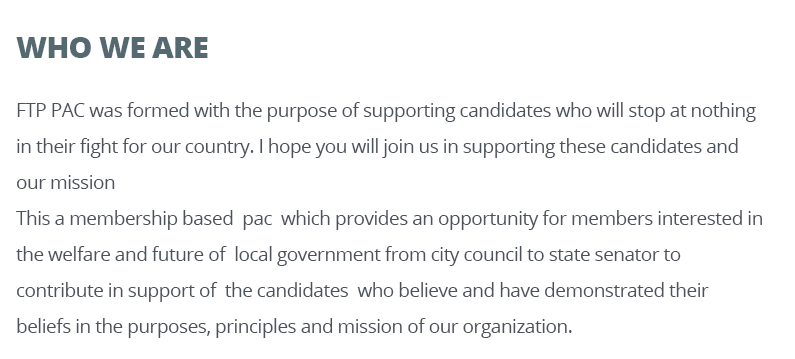 WHO WE ARE
FTP PAC was formed with the purpose of supporting candidates who will stop at nothing
in their fight for our country. I hope you will join us in supporting these candidates and
our mission
This a membership based  pac  which provides an opportunity for members interested in
the welfare and future of  local government from city council to state senator to
contribute in support of  the candidates  who believe and have demonstrated their
beliefs in the purposes, principles and mission of our organization.